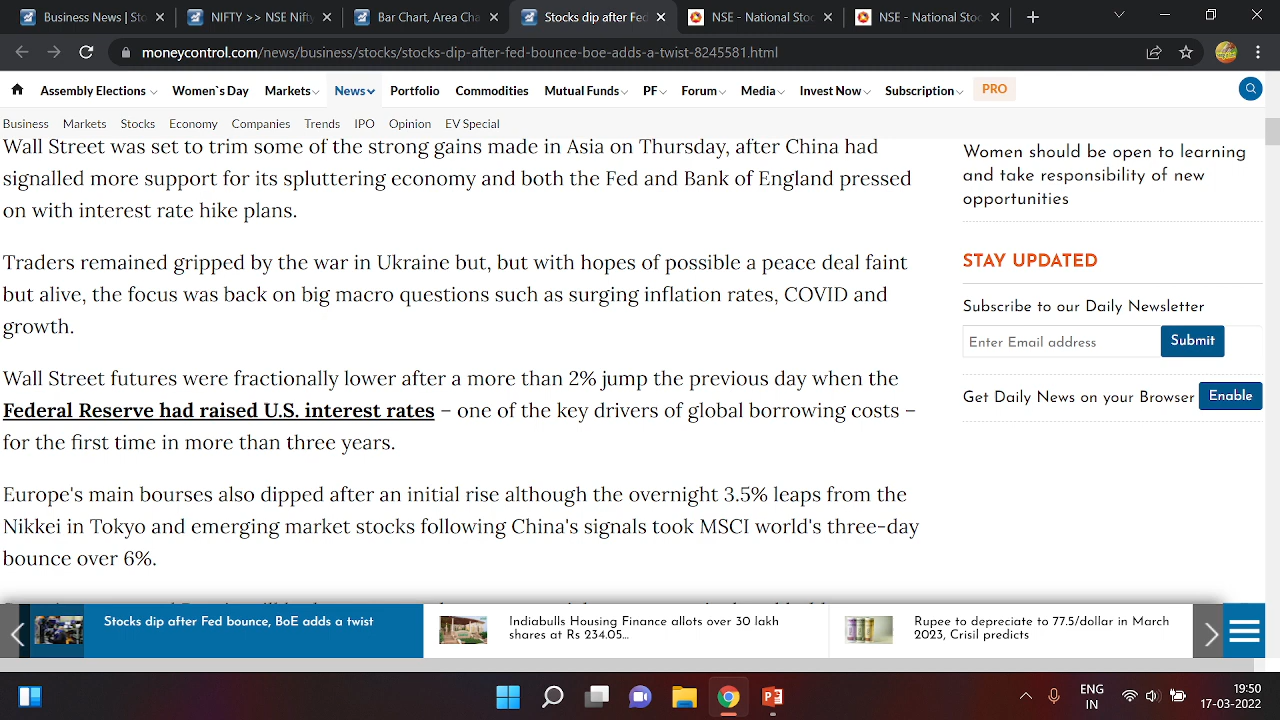 Business News | Sto
NIFTY >> NSE Nifty
Bar Chart,Area Cha
Stocks dip after Fed
NSE - National Stoc
NSE - National Stoc
moneycontrol.com/news/business/stocks/stocks-dip-after-fed-bounce-boe-adds-a-twist-8245581.html
Assembly Elections Women`s Day Markets News Portfolio Commodities Mutual Funds PF Forum Media Invest Now Subscription PRO
Business Markets Stocks Economy Companies Trends IPO Opinion EV Special
Wall Street was set to trim some of the strong gains made in Asia on Thursday, after China had
signalled more support for its spluttering economy and both the Fed and Bank of England pressed
on with interest rate hike plans.
Traders remained gripped by the war in Ukraine but, but with hopes of possible a peace deal faint
but alive, the focus was back on big macro questions such as surging inflation rates, COVID and
growth.
Wall Street futures were fractionally lower after a more than 2% jump the previous day when the
Federal Reserve had raised U.S. interest rates – one of the key drivers of global borrowing costs –
for the first time in more than three years.
Europe's main bourses also dipped after an initial rise although the overnight 3.5% leaps from the
Nikkei in Tokyo and emerging market stocks following China's signals took MSCI world's three-day
bounce over 6%.
Women should be open to learning
and take responsibility of new
opportunities
STAY UPDATED
Subscribe to our Daily Newsletter
Enter Email address
Submit
Get Daily News on your Browser
Enable
Stocks dip after Fed bounce, BoE adds a twist
Indiabulls Housing Finance allots over 30 lakh
shares at Rs 234.05...
Rupee to depreciate to 77.5/dollar in March
2023, Crisil predicts
ENG
IN
19:50
17-03-2022